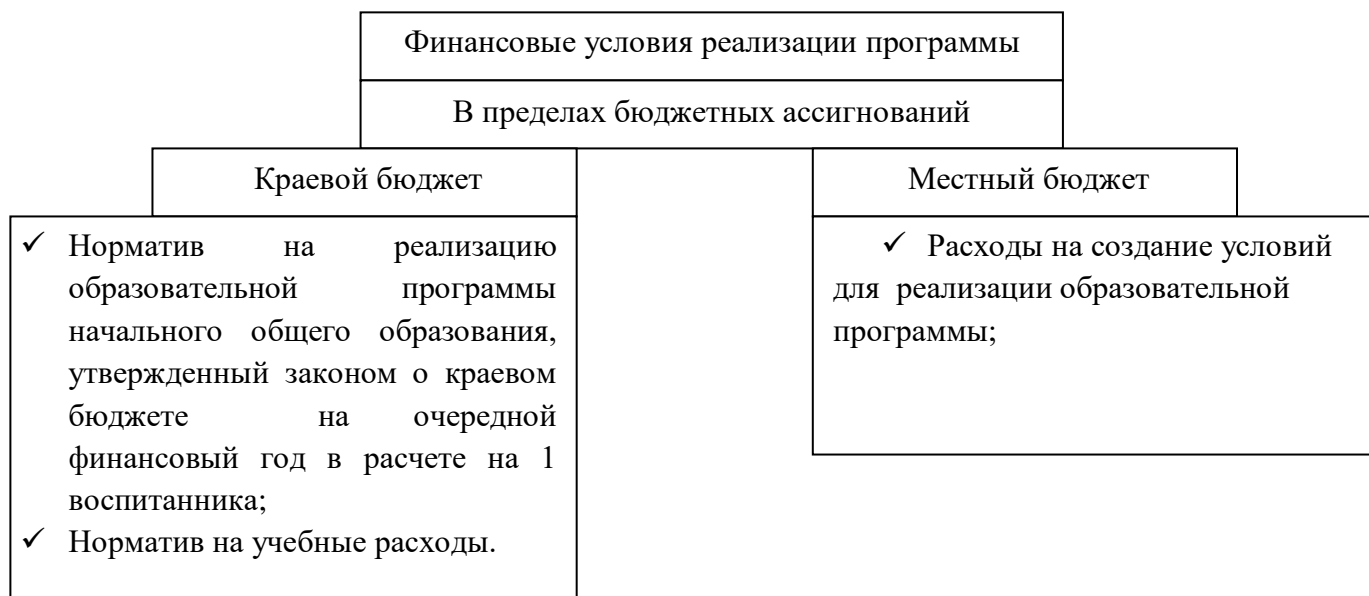 Финансовые условия реализации программы
В пределах бюджетных ассигнований
Краевой бюджет
Местный бюджет
✓ Норматив на реализацию
образовательной программы
начального общего образования,
утвержденный законом о краевом
бюджете на очередной
финансовый год в расчете на 1
воспитанника;
✓ Норматив на учебные расходы.
✓ Расходы на создание условий
для реализации образовательной
программы;